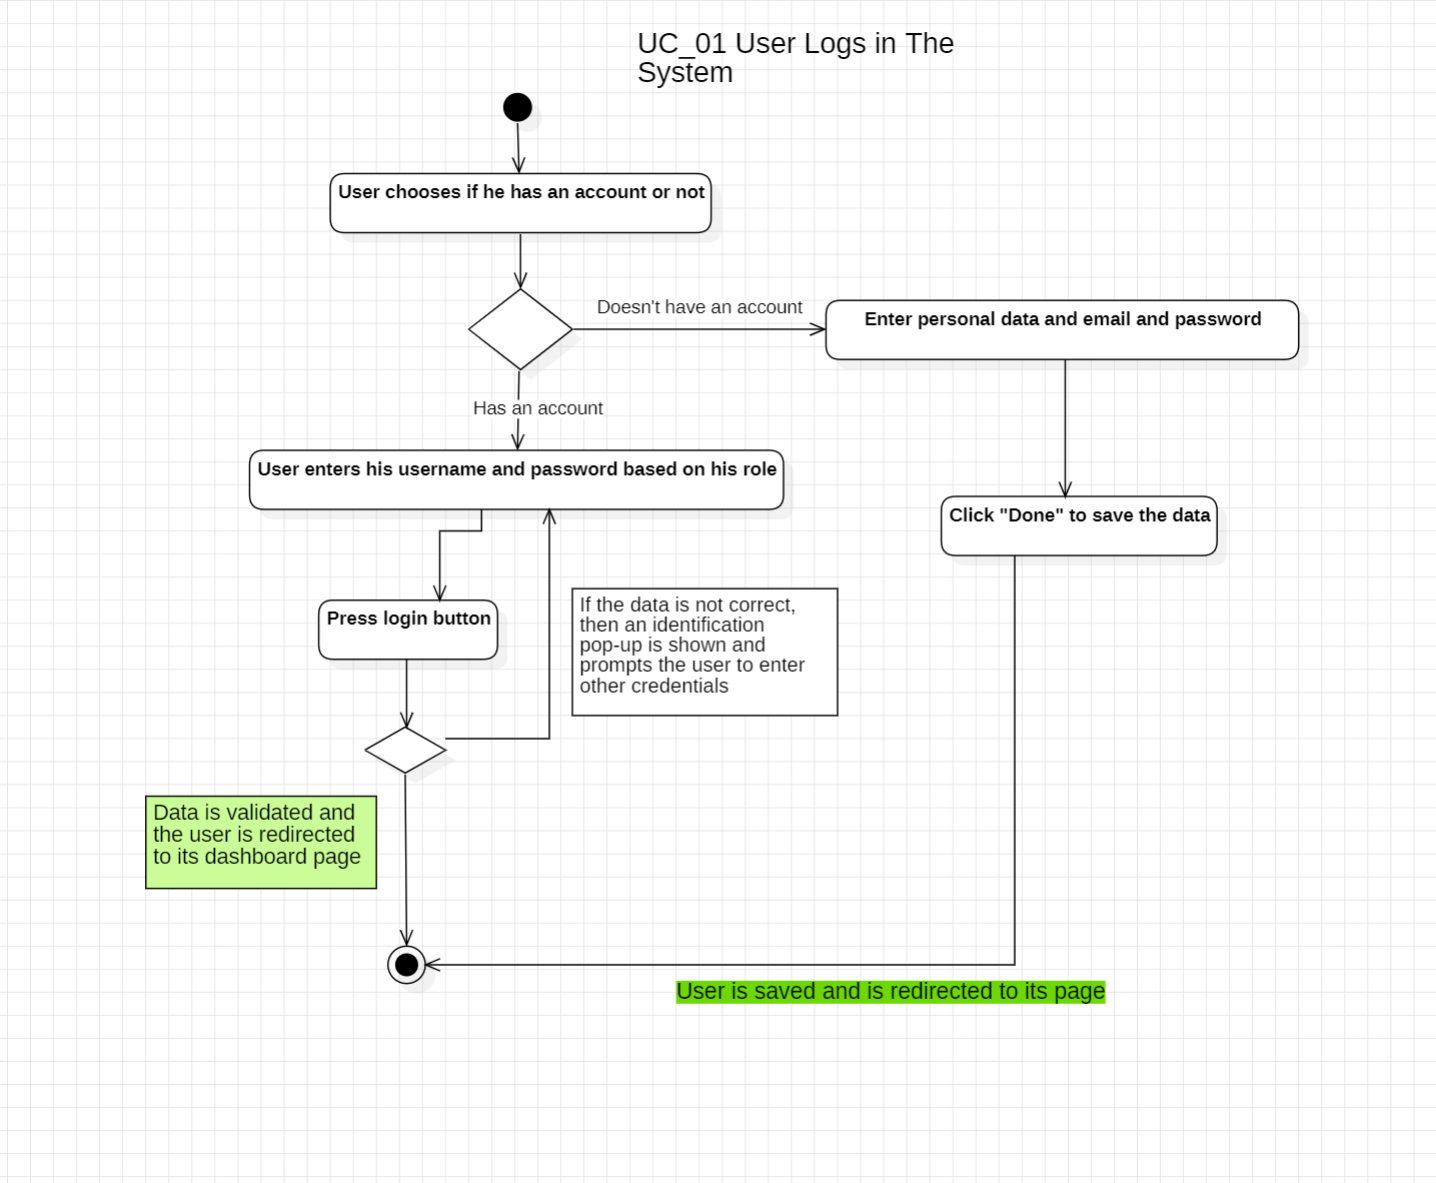 UC_01 User Logs in The
System
User chooses if he has an account or not
Doesn't have an account
Enter personal data and email and password
Has an account
User enters his username and password based on his role
Click "Done" to save the data
Press login button
If the data is not correct,
then an identification
pop-up is shown and
prompts the user to enter
other credentials
Data is validated and
the user is redirected
to its dashboard page
User is saved and is redirected to its page